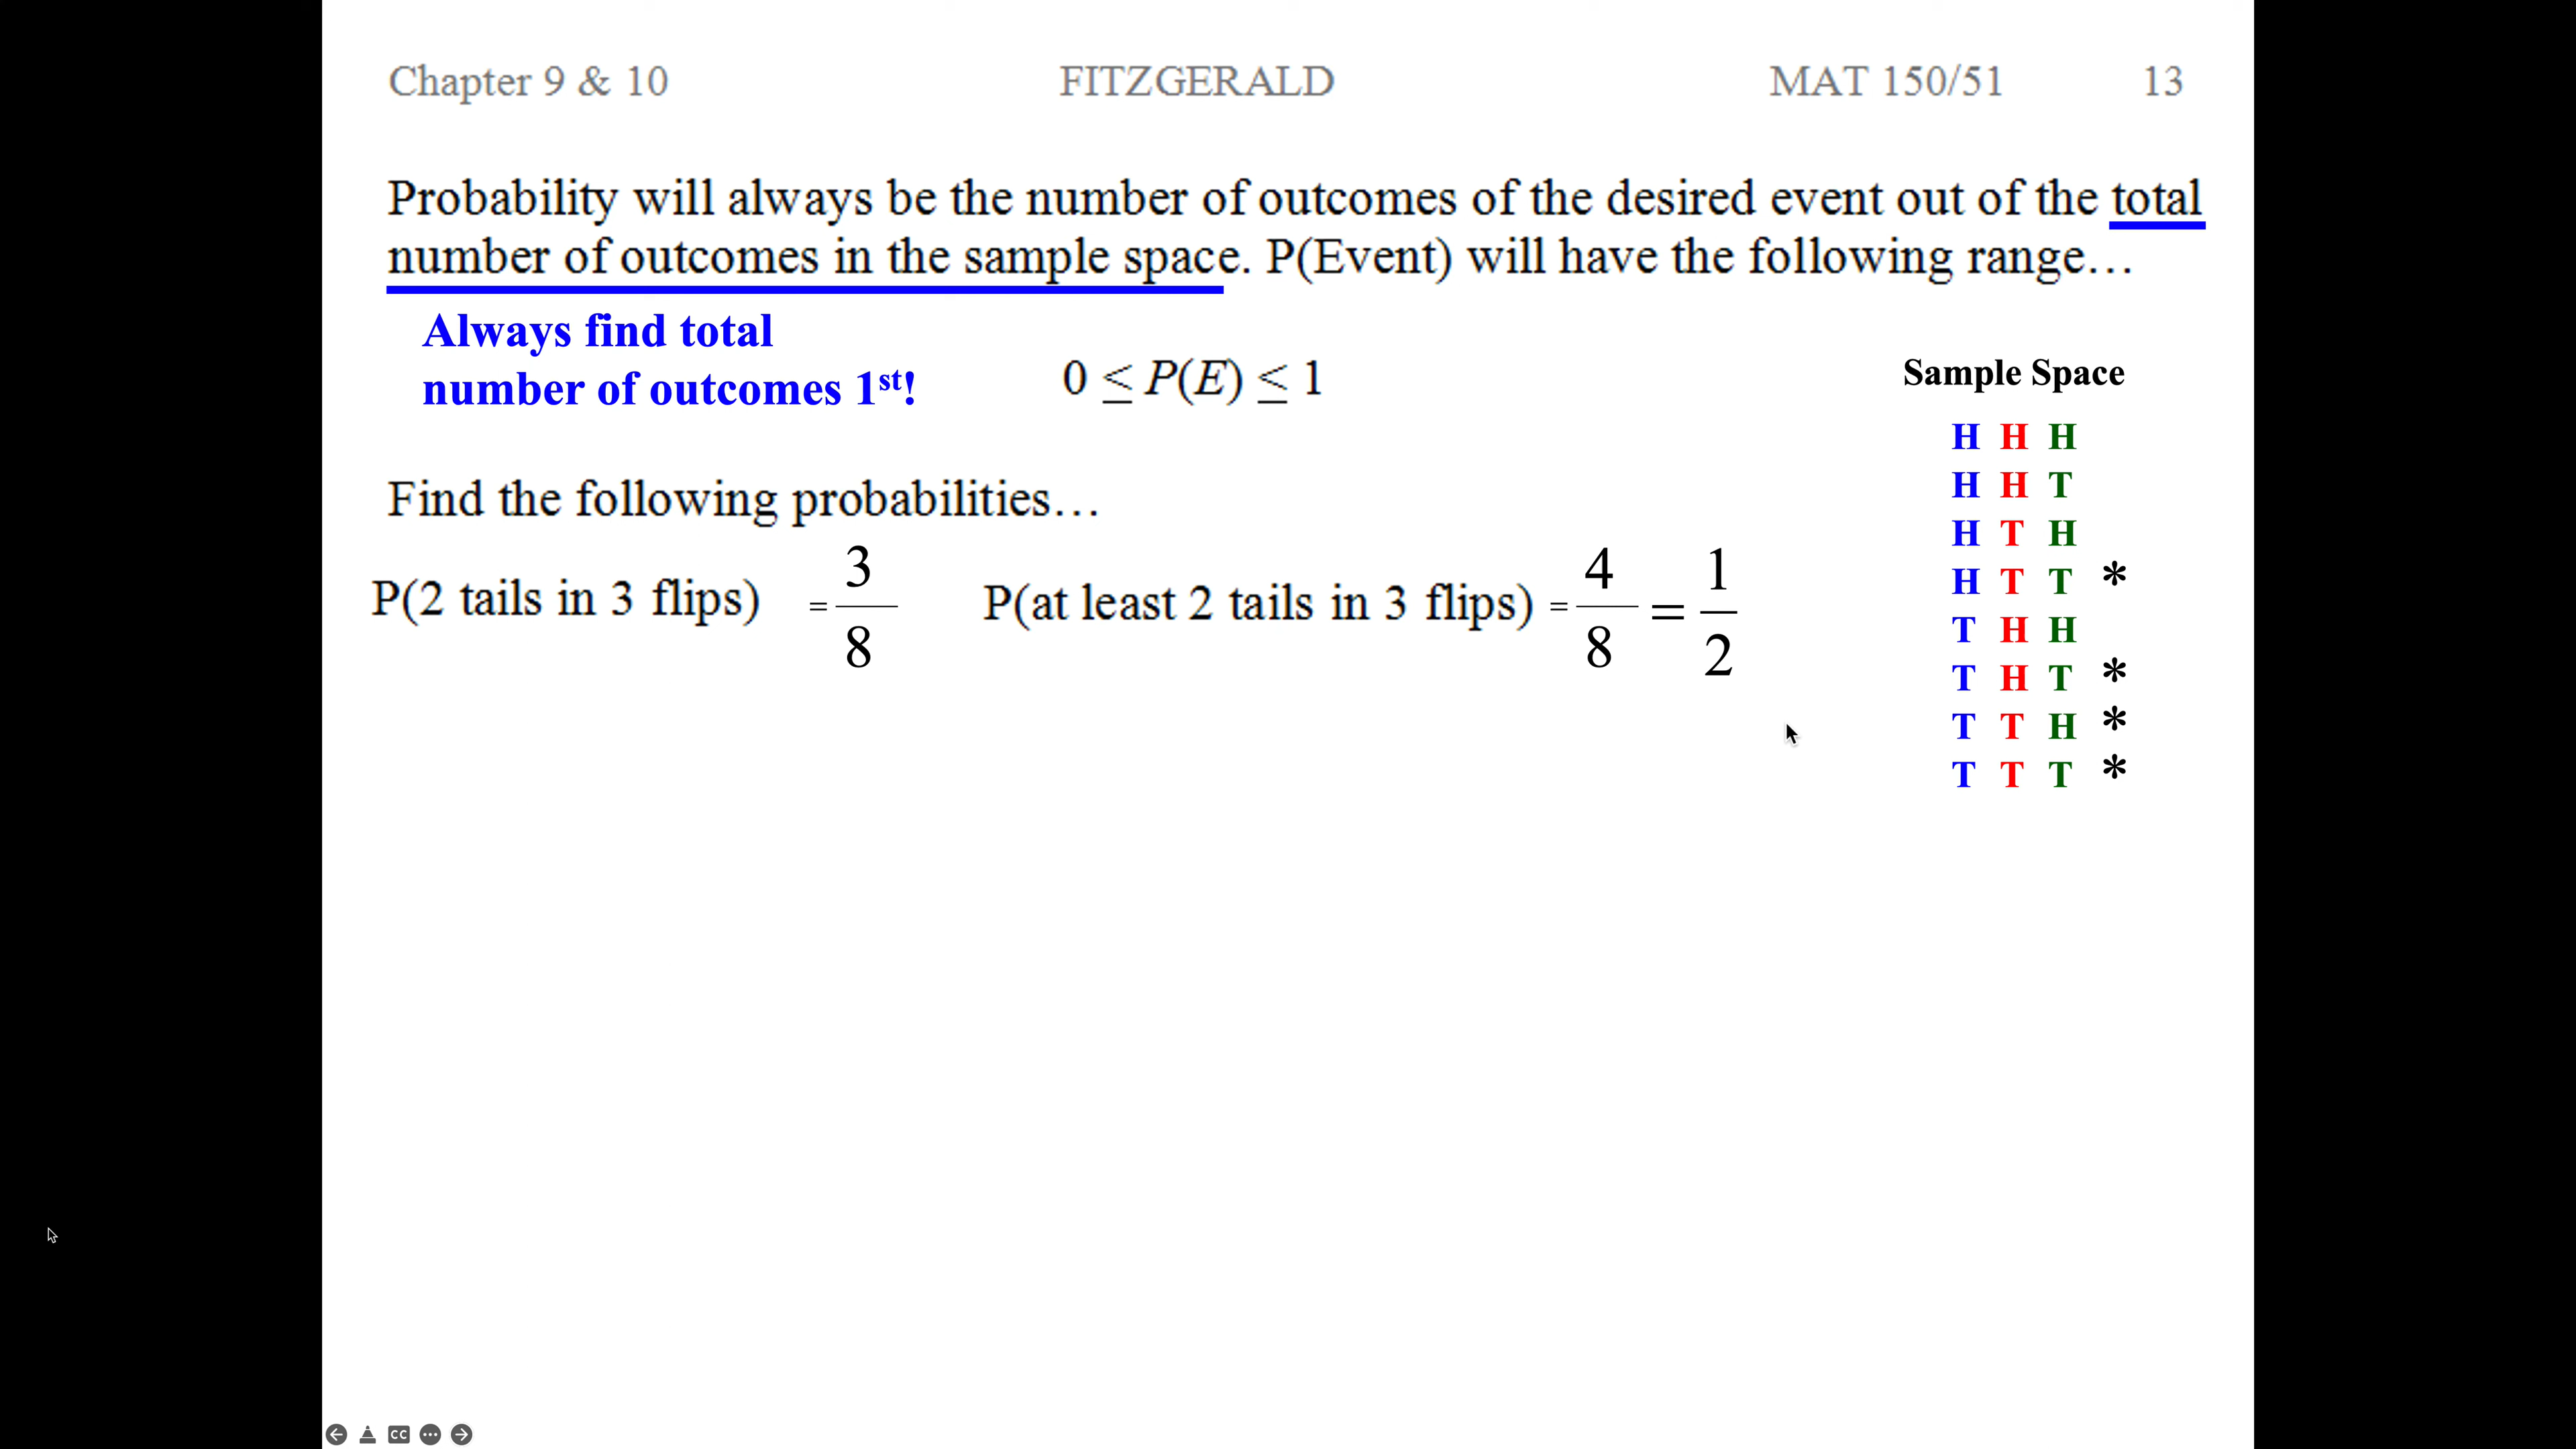 Chapter 9 & 10 FITZGERALD MAT 150/51 13
Probability will always be the number of outcomes of the desired event out of the total
number of outcomes in the sample space. P(Event) will have the following range…
Always find total
number of outcomes 1st!
0 ≤ P(E) ≤ 1
Find the following probabilities…
P(2 tails in 3 flips) = 3/8
P(at least 2 tails in 3 flips) = 4/8 = 1/2
Sample Space
H H H
H H T
H T H
H T T *
T H H
T H T *
T T H *
T T T *
CC